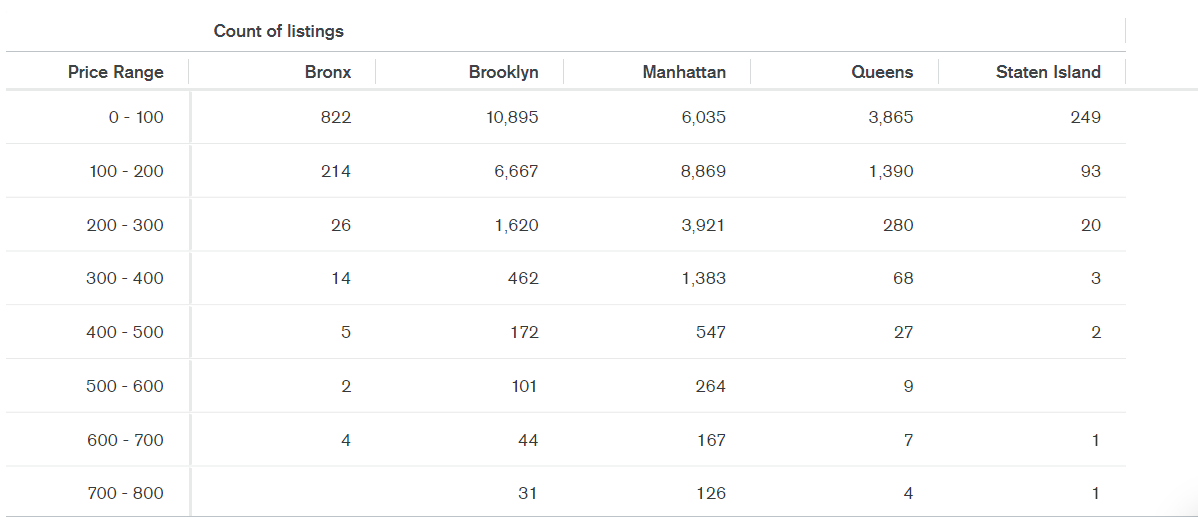 Count of listings
Price Range Bronx Brooklyn Manhattan Queens Staten Island
0 - 100 822 10,895 6,035 3,865 249
100 - 200 214 6,667 8,869 1,390 93
200 - 300 26 1,620 3,921 280 20
300 - 400 14 462 1,383 68 3
400 - 500 5 172 547 27 2
500 - 600 2 101 264 9
600 - 700 4 44 167 7 1
700 - 800 31 126 4 1